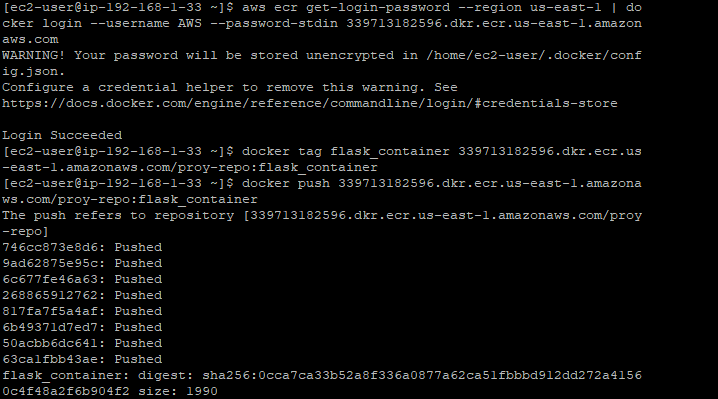 [ec2-user@ip-192-168-1-33 ~]$ aws ecr get-login-password --region us-east-1 | do
cker login --username AWS --password-stdin 339713182596.dkr.ecr.us-east-1.amazon
aws.com
WARNING! Your password will be stored unencrypted in /home/ec2-user/.docker/conf
ig.json.
Configure a credential helper to remove this warning. See
https://docs.docker.com/engine/reference/commandline/login/#credentials-store
Login Succeeded
[ec2-user@ip-192-168-1-33 ~]$ docker tag flask_container 339713182596.dkr.ecr.us
-east-1.amazonaws.com/proy-repo:flask_container
[ec2-user@ip-192-168-1-33 ~]$ docker push 339713182596.dkr.ecr.us-east-1.amazona
ws.com/proy-repo:flask_container
The push refers to repository [339713182596.dkr.ecr.us-east-1.amazonaws.com/proy
-repo]
746cc873e8d6: Pushed
9ad62875e95c: Pushed
6c677fe46a63: Pushed
268865912762: Pushed
817fa7f5a4af: Pushed
6b49371d7ed7: Pushed
50acbb6dc641: Pushed
63ca1fbb43ae: Pushed
flask_container: digest: sha256:0cca7ca33b52a8f336a0877a62ca51fbbbd912dd272a4156
0c4f48a2f6b904f2 size: 1990